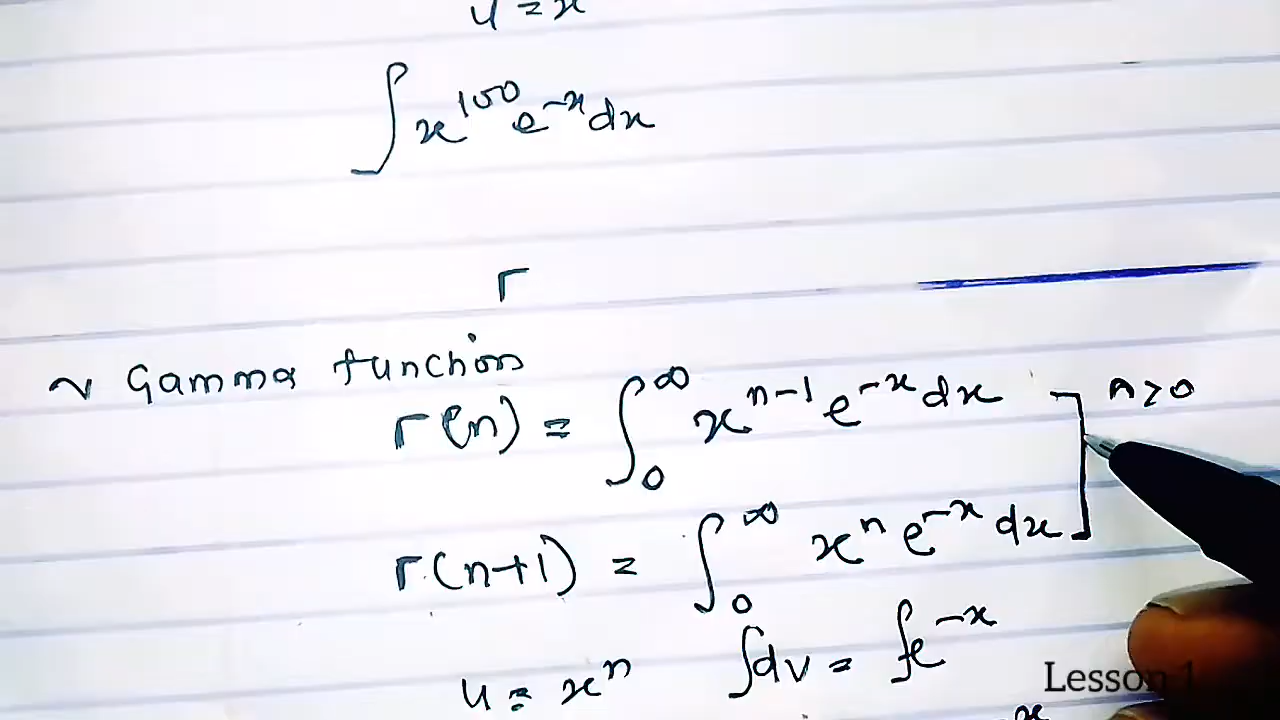 u = x
∫ x^100 e^-x dx
Γ
~ Gamma function
Γ(n) = ∫_0^∞ x^(n-1) e^-x dx ] n>0
Γ(n+1) = ∫_0^∞ x^n e^-x dx
u = x^n ∫dv = ∫e^-x
Lesson 1